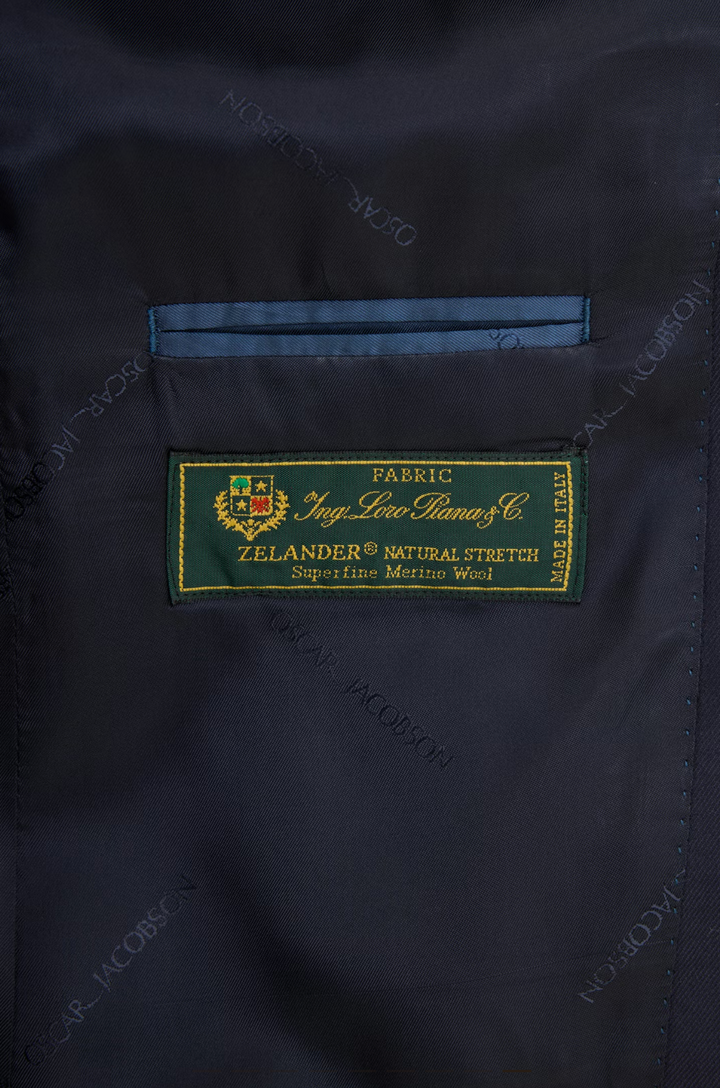 OSCAR_JACOBSON
OSCAR_JACOBSON
OSCAR_JACOBSON
FABRIC
Ing. Loro Piana & C.
ZELANDER® NATURAL STRETCH
Superfine Merino Wool
MADE IN ITALY
OSCAR_JACOBSON
OSCAR_JACOBSON
JACOBSON